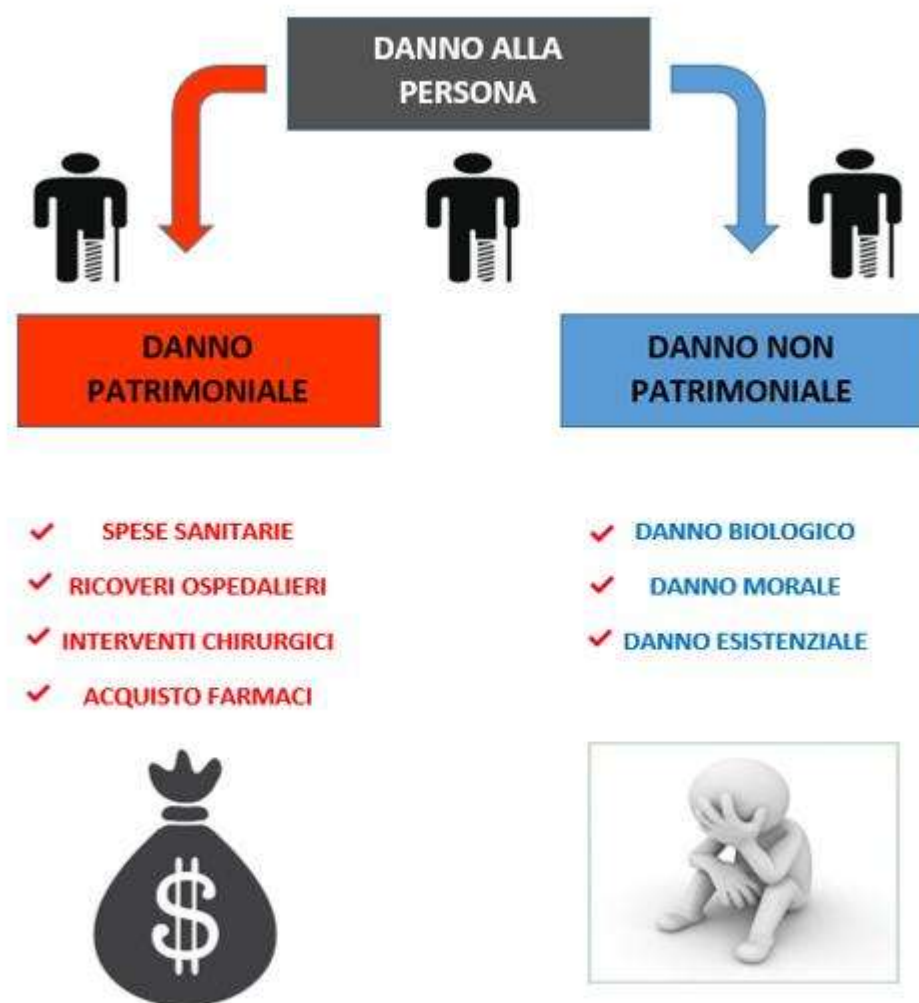 DANNO ALLA
PERSONA
DANNO
PATRIMONIALE
SPESE SANITARIE
RICOVERI OSPEDALIERI
INTERVENTI CHIRURGICI
ACQUISTO FARMACI
$
DANNO NON
PATRIMONIALE
DANNO BIOLOGICO
DANNO MORALE
DANNO ESISTENZIALE